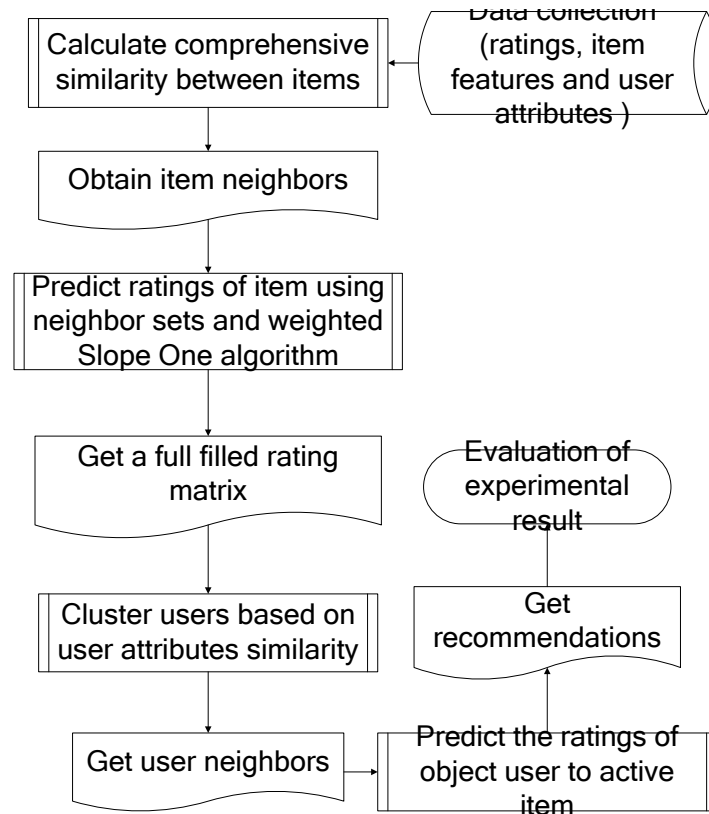 Data collection
(ratings, item
features and user
attributes )
Calculate comprehensive
similarity between items
Obtain item neighbors
Predict ratings of item using
neighbor sets and weighted
Slope One algorithm
Get a full filled rating
matrix
Cluster users based on
user attributes similarity
Get user neighbors
Predict the ratings of
object user to active
item
Get
recommendations
Evaluation of
experimental
result